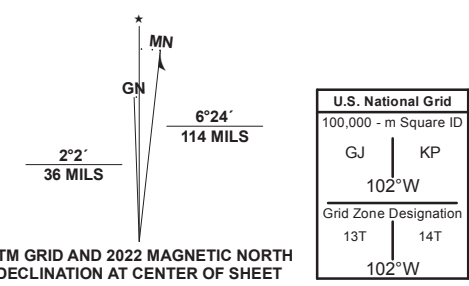 ★
MN
GN
6°24´
114 MILS
2°2´
36 MILS
TM GRID AND 2022 MAGNETIC NORTH
DECLINATION AT CENTER OF SHEET
U.S. National Grid
100,000 - m Square ID
GJ KP
102°W
Grid Zone Designation
13T 14T
102°W